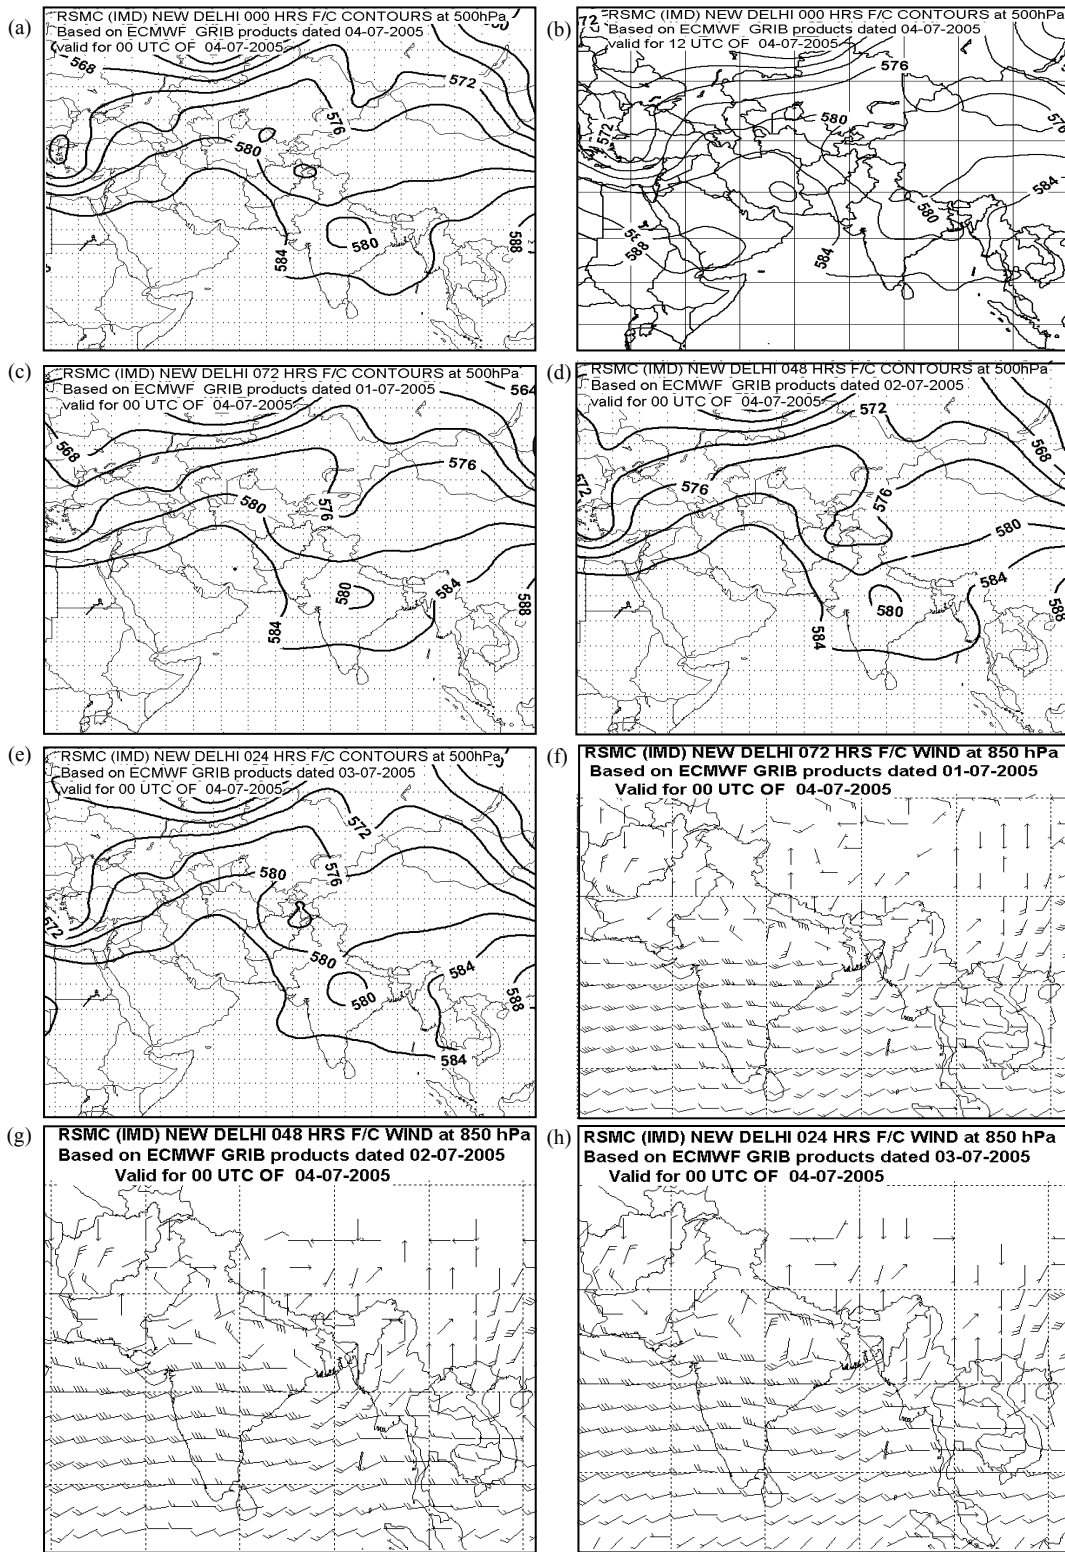 (a)
RSMC (IMD) NEW DELHI 000 HRS F/C CONTOURS at 500hPa
Based on ECMWF GRIB products dated 04-07-2005
valid for 00 UTC OF 04-07-2005
568
572
576
580
580
584
588
(b)
RSMC (IMD) NEW DELHI 000 HRS F/C CONTOURS at 500hPa
Based on ECMWF GRIB products dated 04-07-2005
valid for 12 UTC OF 04-07-2005
572
576
576
572
580
584
580
588
584
(c)
RSMC (IMD) NEW DELHI 072 HRS F/C CONTOURS at 500hPa
Based on ECMWF GRIB products dated 01-07-2005
valid for 00 UTC OF 04-07-2005
564
568
576
576
580
580
584
584
588
(d)
RSMC (IMD) NEW DELHI 048 HRS F/C CONTOURS at 500hPa
Based on ECMWF GRIB products dated 02-07-2005
valid for 00 UTC OF 04-07-2005
572
568
572
576
576
580
584
580
584
588
(e)
RSMC (IMD) NEW DELHI 024 HRS F/C CONTOURS at 500hPa
Based on ECMWF GRIB products dated 03-07-2005
valid for 00 UTC OF 04-07-2005
572
576
580
572
580
584
580
588
584
(f)
RSMC (IMD) NEW DELHI 072 HRS F/C WIND at 850 hPa
Based on ECMWF GRIB products dated 01-07-2005
Valid for 00 UTC OF 04-07-2005
(g)
RSMC (IMD) NEW DELHI 048 HRS F/C WIND at 850 hPa
Based on ECMWF GRIB products dated 02-07-2005
Valid for 00 UTC OF 04-07-2005
(h)
RSMC (IMD) NEW DELHI 024 HRS F/C WIND at 850 hPa
Based on ECMWF GRIB products dated 03-07-2005
Valid for 00 UTC OF 04-07-2005